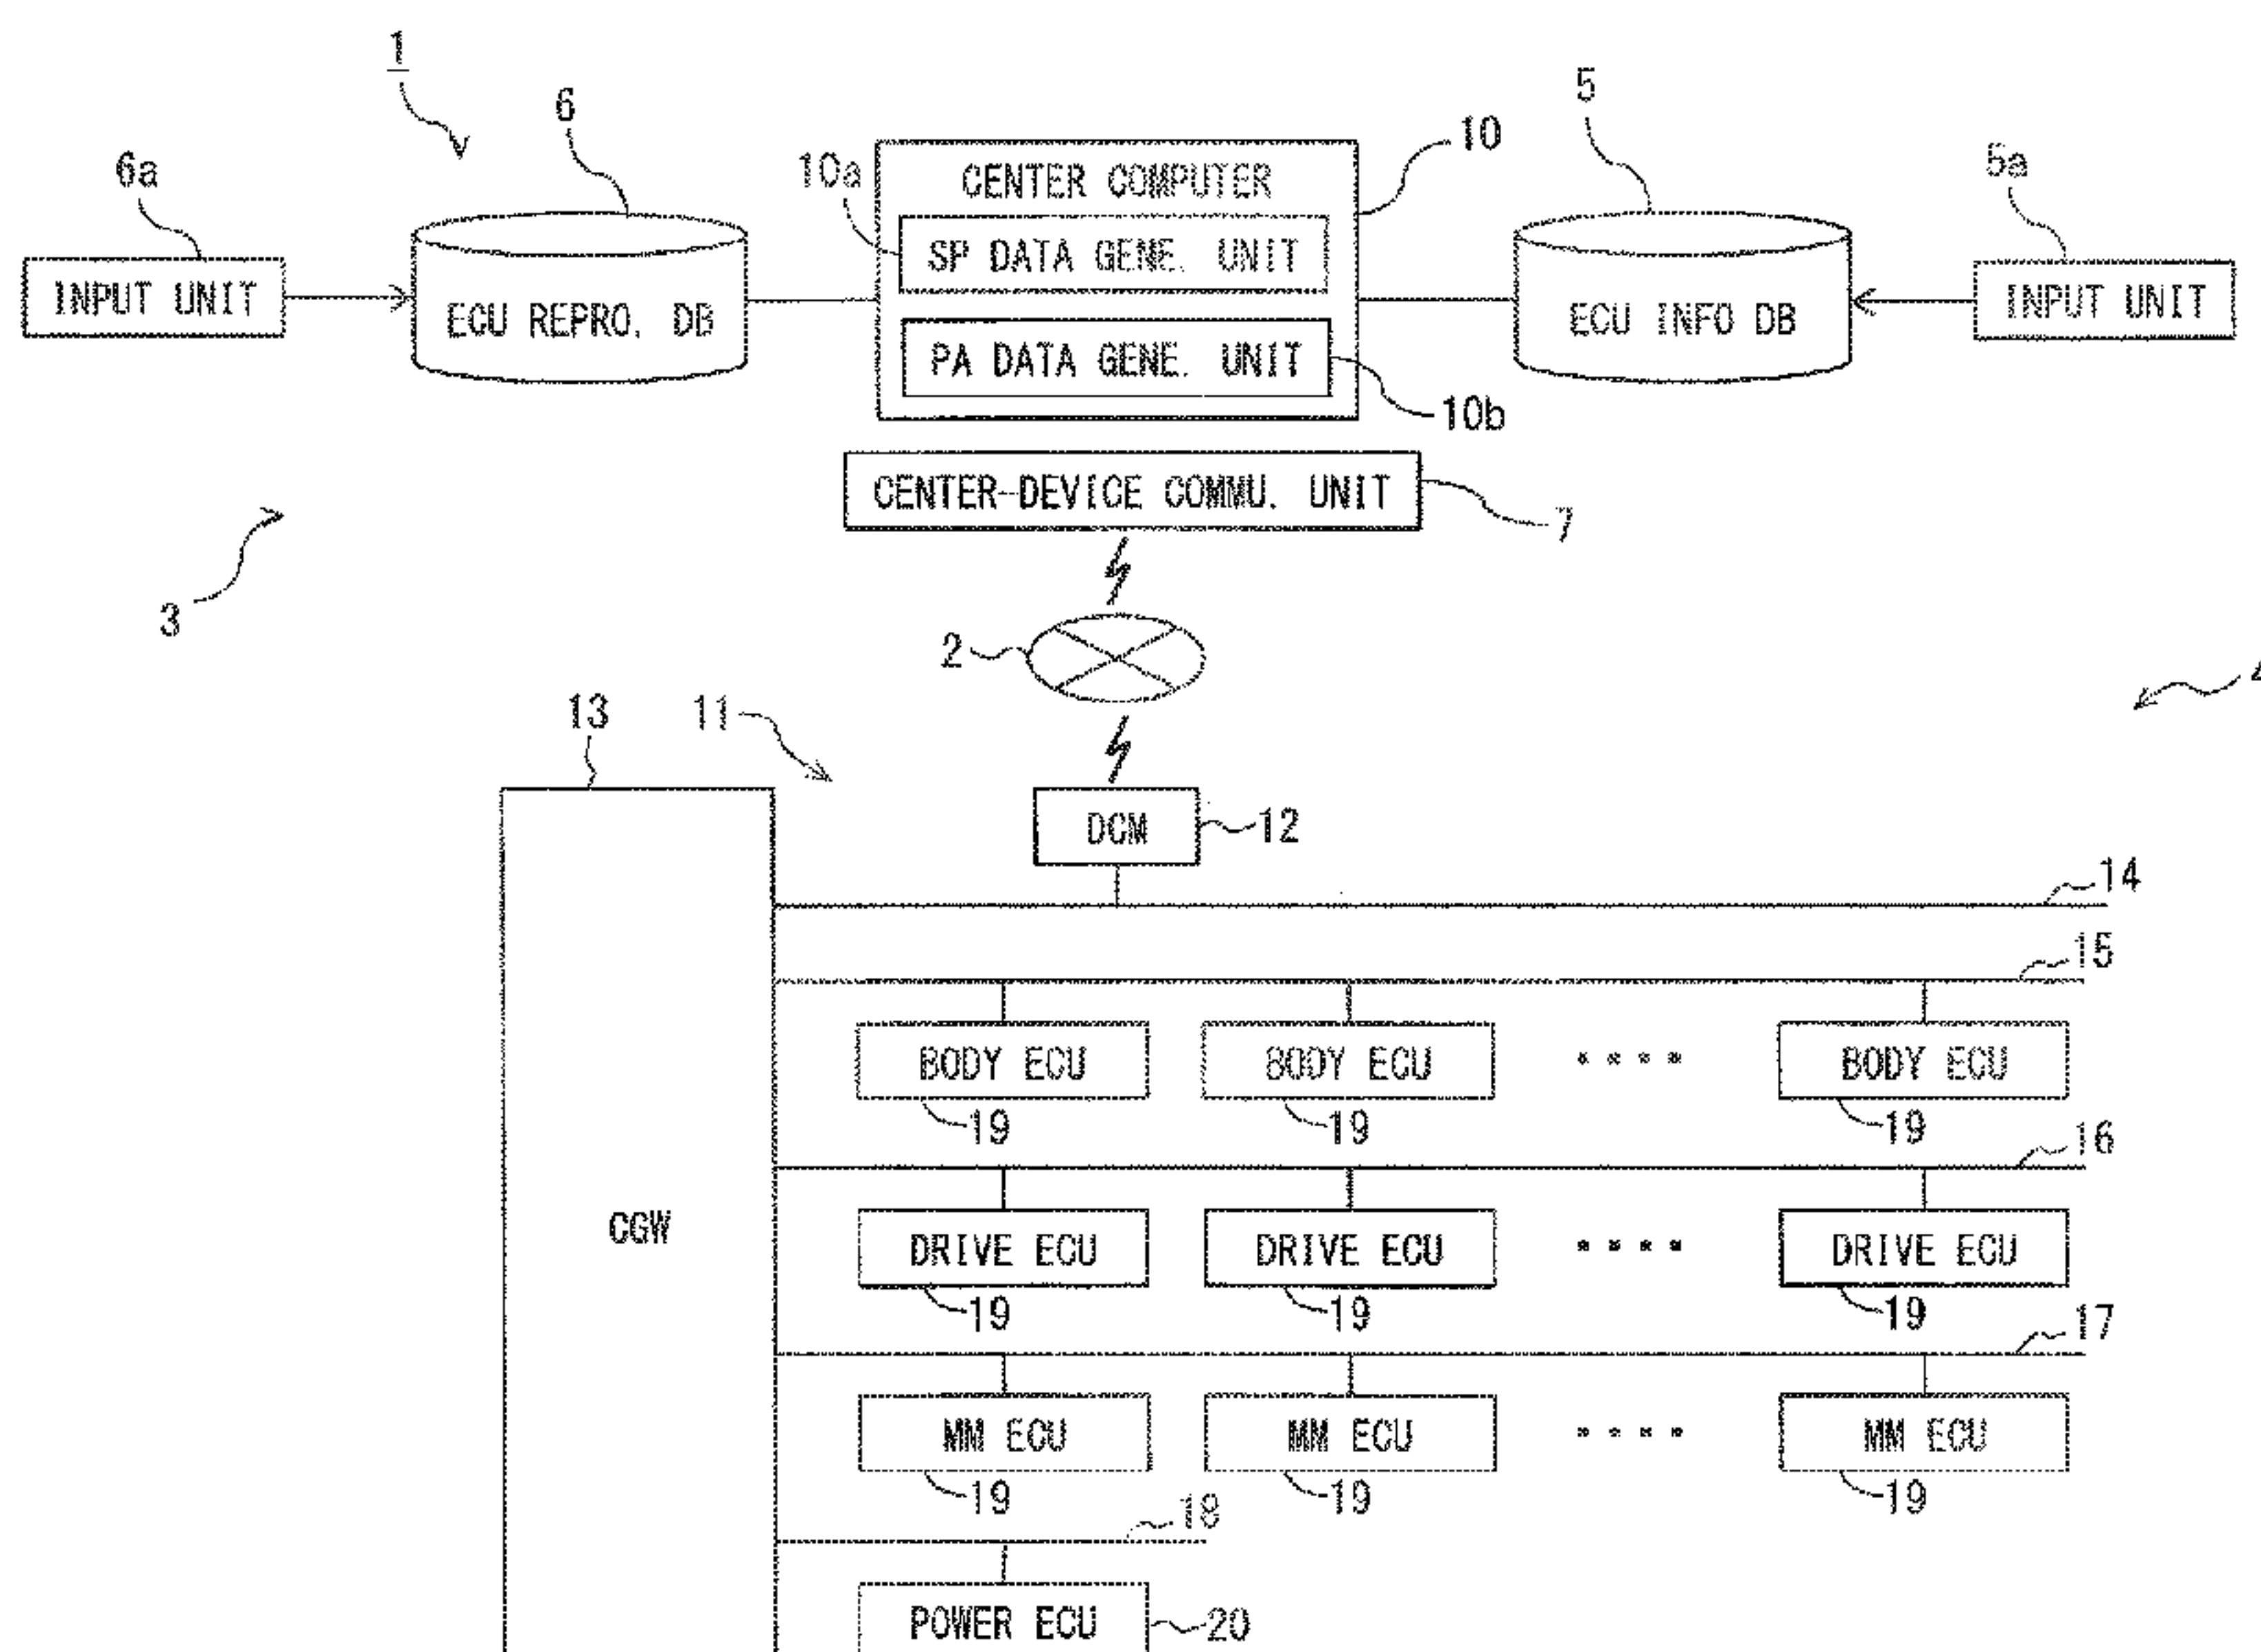 1
6
5
6a
10a
CENTER COMPUTER
10
5a
SP DATA GENE. UNIT
INPUT UNIT
ECU REPRO. DB
ECU INFO DB
INPUT UNIT
PA DATA GENE. UNIT
10b
CENTER-DEVICE COMMU. UNIT
7
3
2
4
13
11
DCM
12
14
15
BODY ECU
BODY ECU
••••
BODY ECU
19
19
19
16
CGW
DRIVE ECU
DRIVE ECU
••••
DRIVE ECU
19
19
19
17
MM ECU
MM ECU
••••
MM ECU
19
19
19
18
POWER ECU
20